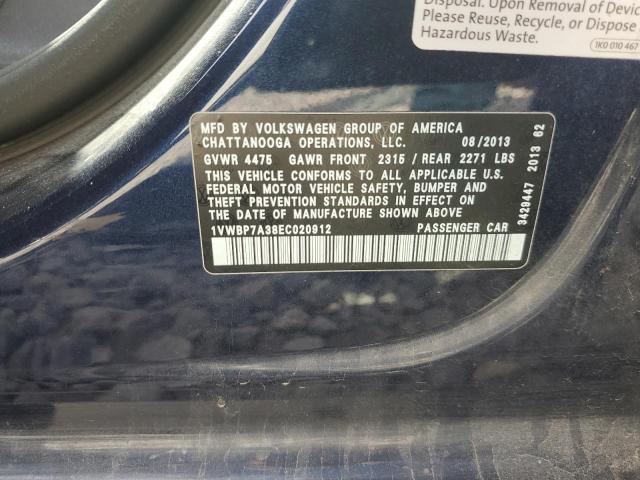 Disposal. Upon Removal of Device
Please Reuse, Recycle, or Dispose
Hazardous Waste.
1K0 010 467
MFD BY VOLKSWAGEN GROUP OF AMERICA
CHATTANOOGA OPERATIONS, LLC. 08/2013
GVWR 4475 GAWR FRONT 2315 / REAR 2271 LBS
THIS VEHICLE CONFORMS TO ALL APPLICABLE U.S.
FEDERAL MOTOR VEHICLE SAFETY, BUMPER AND
THEFT PREVENTION STANDARDS IN EFFECT ON
THE DATE OF MANUFACTURE SHOWN ABOVE
1VWBP7A38EC020912 PASSENGER CAR
3429447 2013 62